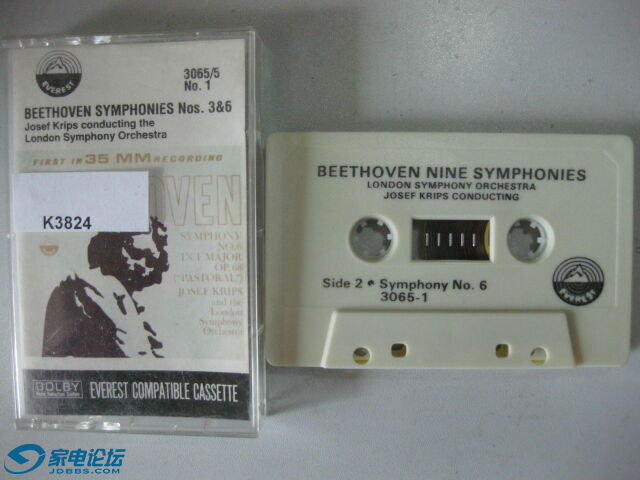 EVEREST
3065/5
No. 1
BEETHOVEN SYMPHONIES Nos. 3&6
Josef Krips conducting the
London Symphony Orchestra
FIRST IN 35 MM RECORDING
OVEN
K3824
SYMPHONY
NO.6
IN F MAJOR
OP. 68
("PASTORAL")
JOSEF KRIPS
and the
London
Symphony
Orchestra
DOLBY
EVEREST COMPATIBLE CASSETTE
BEETHOVEN NINE SYMPHONIES
LONDON SYMPHONY ORCHESTRA
JOSEF KRIPS CONDUCTING
Side 2 • Symphony No. 6
3065-1
EVEREST
家电论坛
JDBBS.COM